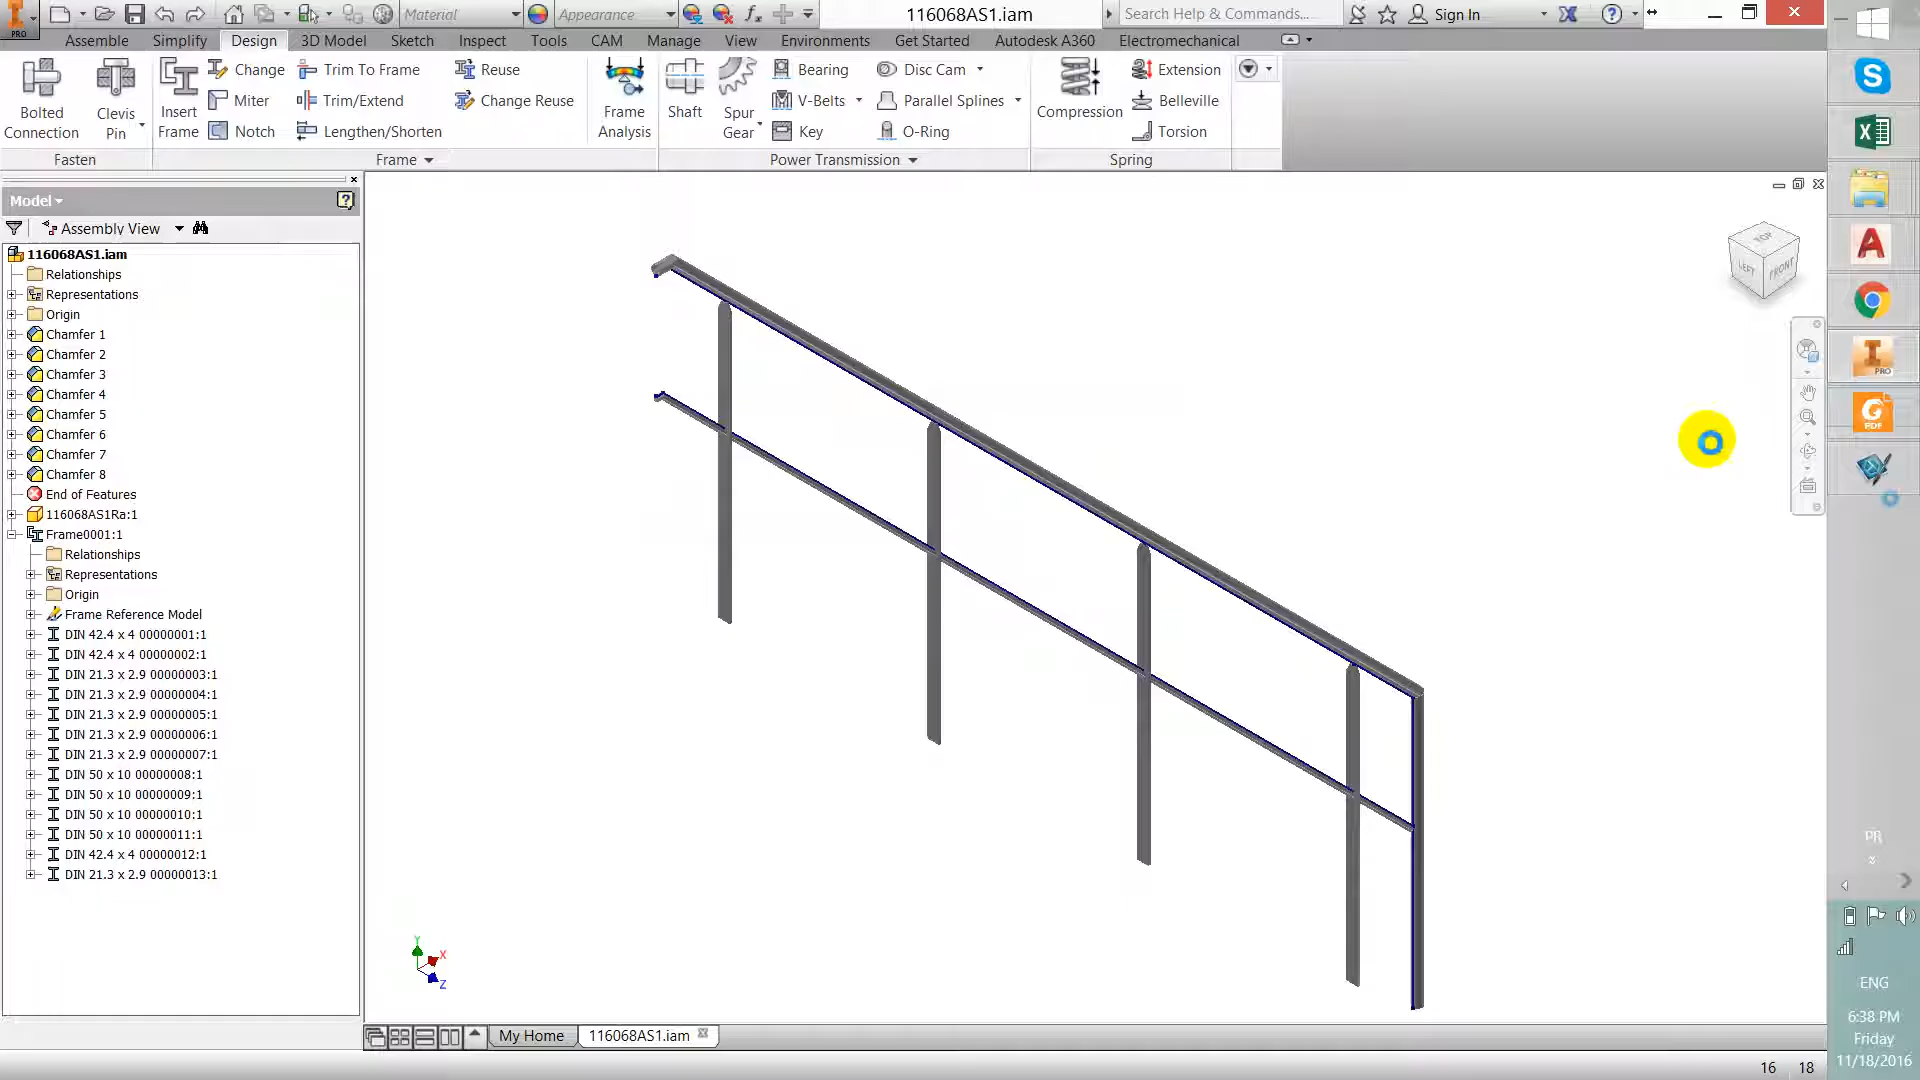 PRO
Material
Appearance
116068AS1.iam
Search Help & Commands...
Sign In
Assemble Simplify Design 3D Model Sketch Inspect Tools CAM Manage View Environments Get Started Autodesk A360 Electromechanical
Bolted Connection
Clevis Pin
Insert Frame
Change
Miter
Notch
Trim To Frame
Trim/Extend
Lengthen/Shorten
Reuse
Change Reuse
Frame Analysis
Shaft
Spur Gear
Bearing
V-Belts
Key
Disc Cam
Parallel Splines
O-Ring
Compression
Extension
Belleville
Torsion
Fasten Frame Power Transmission Spring
Model
Assembly View
116068AS1.iam
Relationships
Representations
Origin
Chamfer 1
Chamfer 2
Chamfer 3
Chamfer 4
Chamfer 5
Chamfer 6
Chamfer 7
Chamfer 8
End of Features
116068AS1Ra:1
Frame0001:1
Relationships
Representations
Origin
Frame Reference Model
DIN 42.4 x 4 00000001:1
DIN 42.4 x 4 00000002:1
DIN 21.3 x 2.9 00000003:1
DIN 21.3 x 2.9 00000004:1
DIN 21.3 x 2.9 00000005:1
DIN 21.3 x 2.9 00000006:1
DIN 21.3 x 2.9 00000007:1
DIN 50 x 10 00000008:1
DIN 50 x 10 00000009:1
DIN 50 x 10 00000010:1
DIN 50 x 10 00000011:1
DIN 42.4 x 4 00000012:1
DIN 21.3 x 2.9 00000013:1
TOP
LEFT
FRONT
Y
X
Z
My Home
116068AS1.iam
16 18
PRO
PDF
PR
ENG
6:38 PM
Friday
11/18/2016